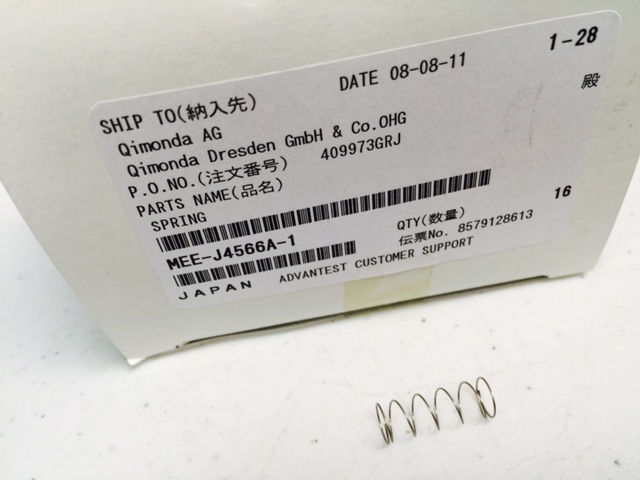 1-28
DATE 08-08-11
SHIP TO(納入先)
殿
Qimonda AG
Qimonda Dresden GmbH & Co.OHG
P.O.NO.(注文番号) 409973GRJ
PARTS NAME(品名)
SPRING
MEE-J4566A-1
QTY(数量) 16
伝票No. 8579128613
JAPAN ADVANTEST CUSTOMER SUPPORT